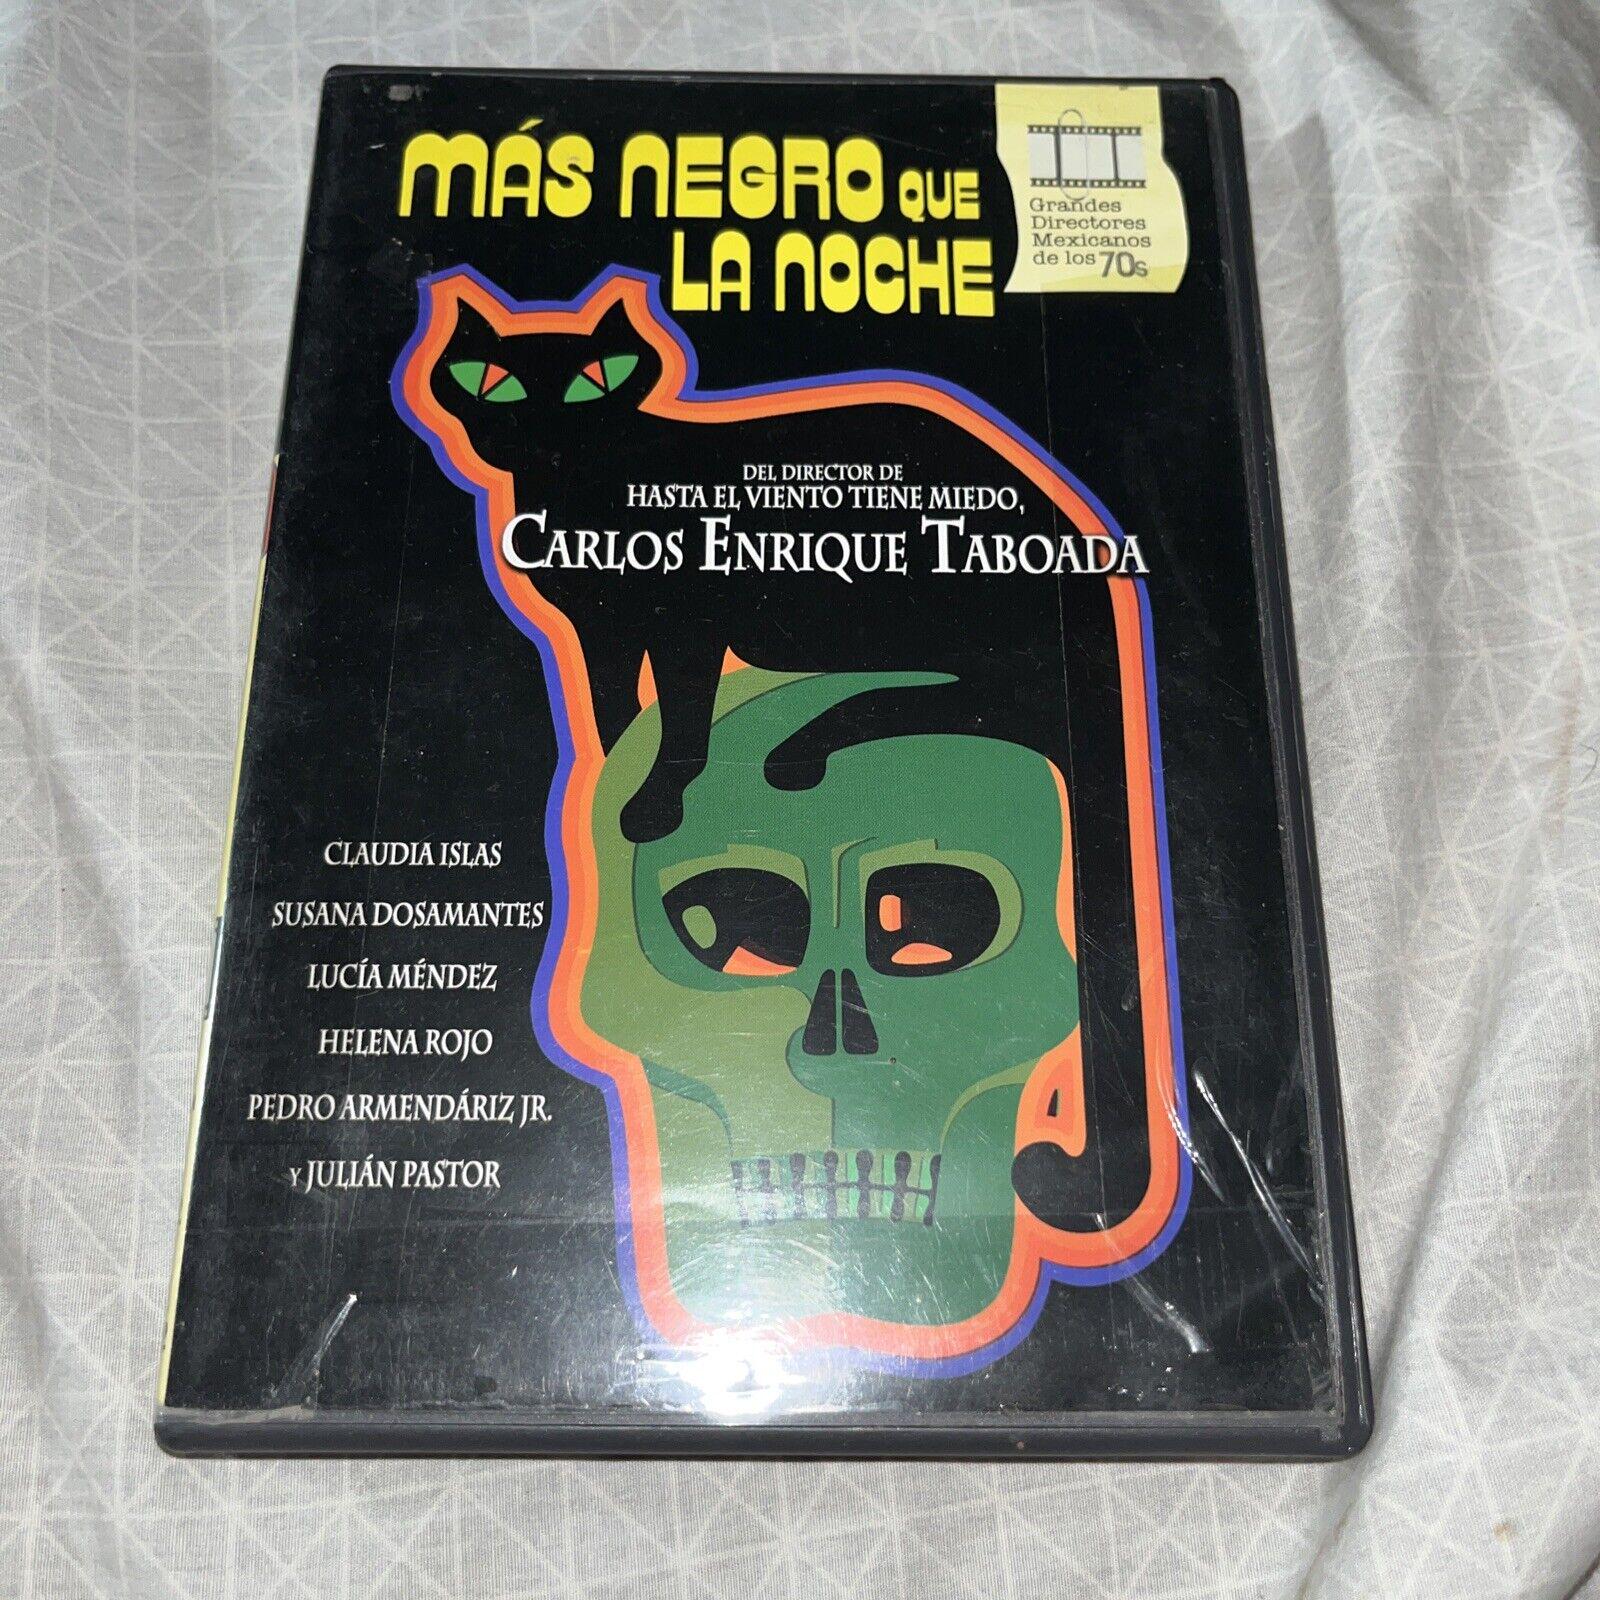 MÁS NEGRO QUE
LA NOCHE
Grandes
Directores
Mexicanos
de los 70s
DEL DIRECTOR DE
HASTA EL VIENTO TIENE MIEDO,
CARLOS ENRIQUE TABOADA
CLAUDIA ISLAS
SUSANA DOSAMANTES
LUCÍA MÉNDEZ
HELENA ROJO
PEDRO ARMENDÁRIZ JR.
Y JULIÁN PASTOR